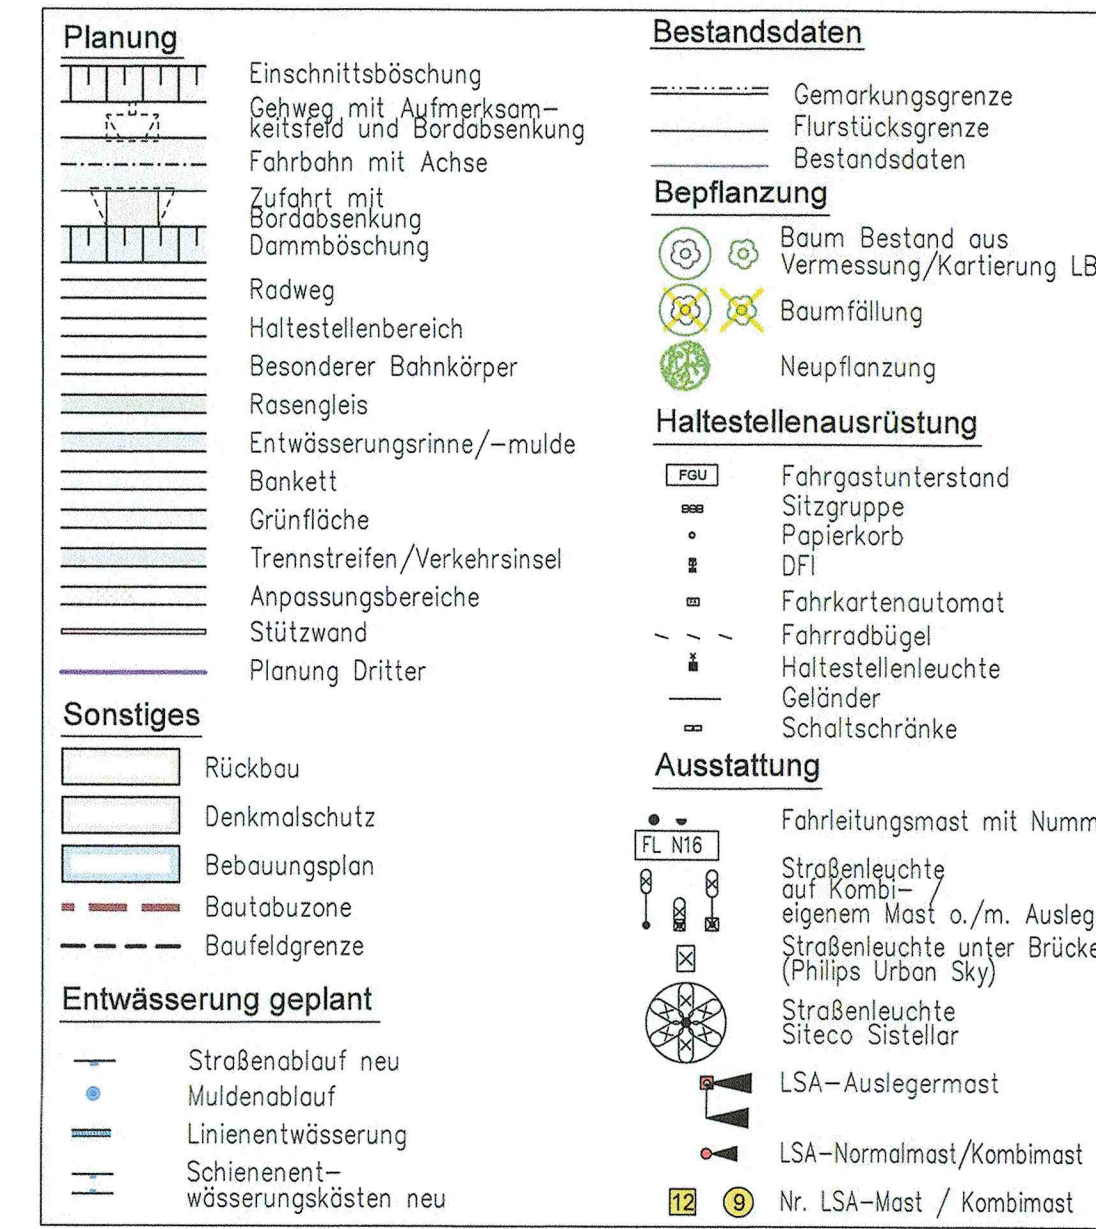 Planung
Einschnittsböschung
Gehweg mit Aufmerksam-
keitsfeld und Bordabsenkung
Fahrbahn mit Achse
Zufahrt mit
Bordabsenkung
Dammböschung
Radweg
Haltestellenbereich
Besonderer Bahnkörper
Rasengleis
Entwässerungsrinne/-mulde
Bankett
Grünfläche
Trennstreifen/Verkehrsinsel
Anpassungsbereiche
Stützwand
Planung Dritter
Sonstiges
Rückbau
Denkmalschutz
Bebauungsplan
Bautabuzone
Baufeldgrenze
Entwässerung geplant
Straßenablauf neu
Muldenablauf
Linienentwässerung
Schienenent-
wässerungskästen neu
Bestandsdaten
Gemarkungsgrenze
Flurstücksgrenze
Bestandsdaten
Bepflanzung
Baum Bestand aus
Vermessung/Kartierung LB
Baumfällung
Neupflanzung
Haltestellenausrüstung
FGU Fahrgastunterstand
Sitzgruppe
Papierkorb
DFI
FA Fahrkartenautomat
Fahrradbügel
Haltestellenleuchte
Geländer
Schaltschränke
Ausstattung
Fahrleitungsmast mit Numm
FL N16
Straßenleuchte
auf Kombi- /
eigenem Mast o./m. Ausleg
Straßenleuchte unter Brücke
(Philips Urban Sky)
Straßenleuchte
Siteco Sistellar
LSA-Auslegermast
LSA-Normalmast/Kombimast
12 9 Nr. LSA-Mast / Kombimast